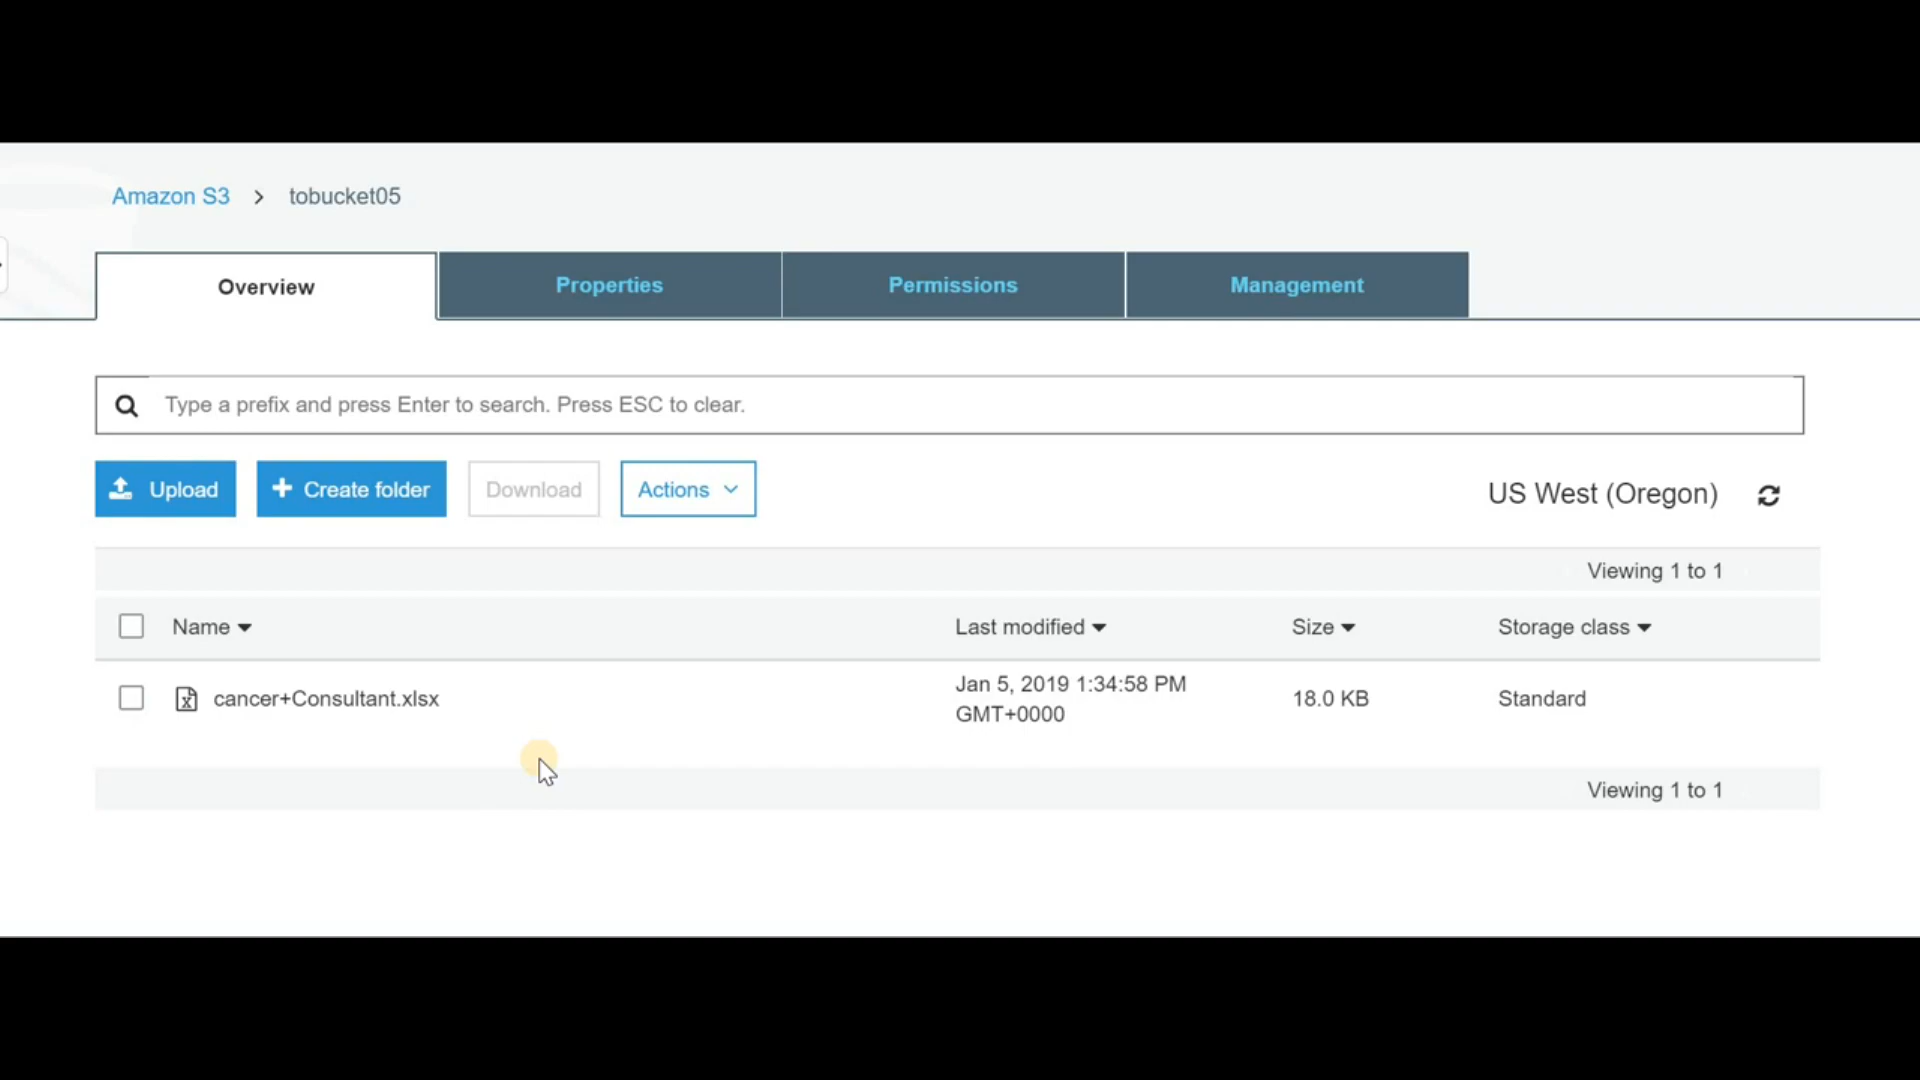 Amazon S3 > tobucket05
Overview Properties Permissions Management
Type a prefix and press Enter to search. Press ESC to clear.
Upload + Create folder Download Actions US West (Oregon)
Viewing 1 to 1
Name Last modified Size Storage class
cancer+Consultant.xlsx Jan 5, 2019 1:34:58 PM 18.0 KB Standard
GMT+0000
Viewing 1 to 1